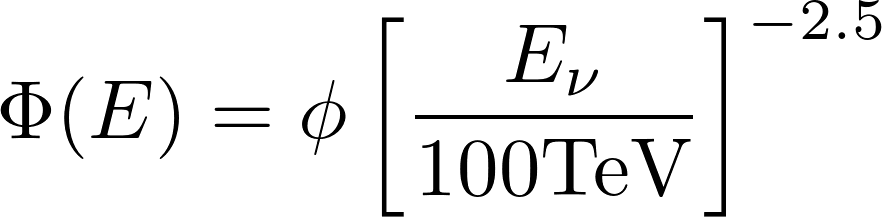 Φ(E) = ϕ [E_ν / 100TeV]^{-2.5}